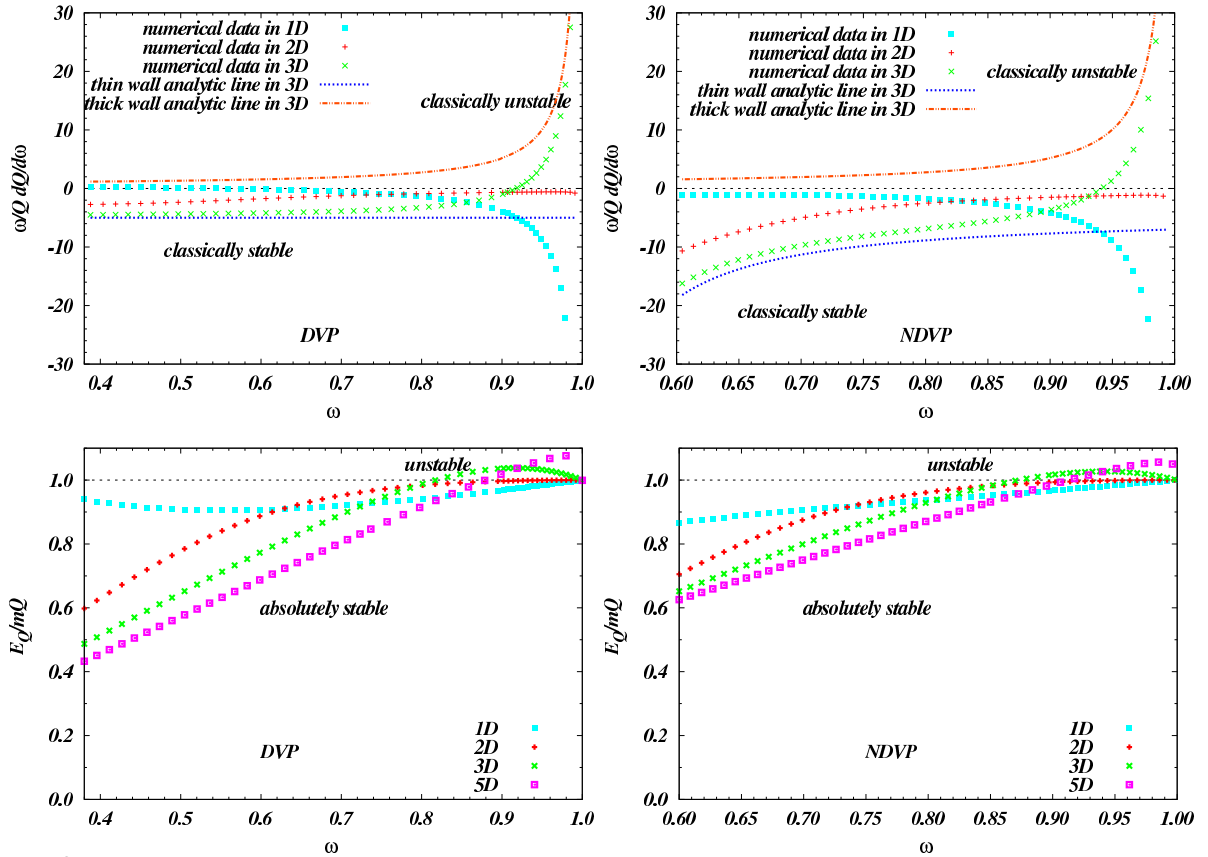 30
20
10
0
-10
-20
-30
ω/Q dQ/dω
numerical data in 1D
numerical data in 2D
numerical data in 3D
thin wall analytic line in 3D
thick wall analytic line in 3D
classically unstable
classically stable
DVP
0.4 0.5 0.6 0.7 0.8 0.9 1.0
ω
30
20
10
0
-10
-20
-30
ω/Q dQ/dω
numerical data in 1D
numerical data in 2D
numerical data in 3D
thin wall analytic line in 3D
thick wall analytic line in 3D
classically unstable
classically stable
NDVP
0.60 0.65 0.70 0.75 0.80 0.85 0.90 0.95 1.00
ω
1.0
0.8
0.6
0.4
0.2
0.0
E_Q/mQ
unstable
absolutely stable
DVP
1D
2D
3D
5D
0.4 0.5 0.6 0.7 0.8 0.9 1.0
ω
1.0
0.8
0.6
0.4
0.2
0.0
E_Q/mQ
unstable
absolutely stable
NDVP
1D
2D
3D
5D
0.60 0.65 0.70 0.75 0.80 0.85 0.90 0.95 1.00
ω